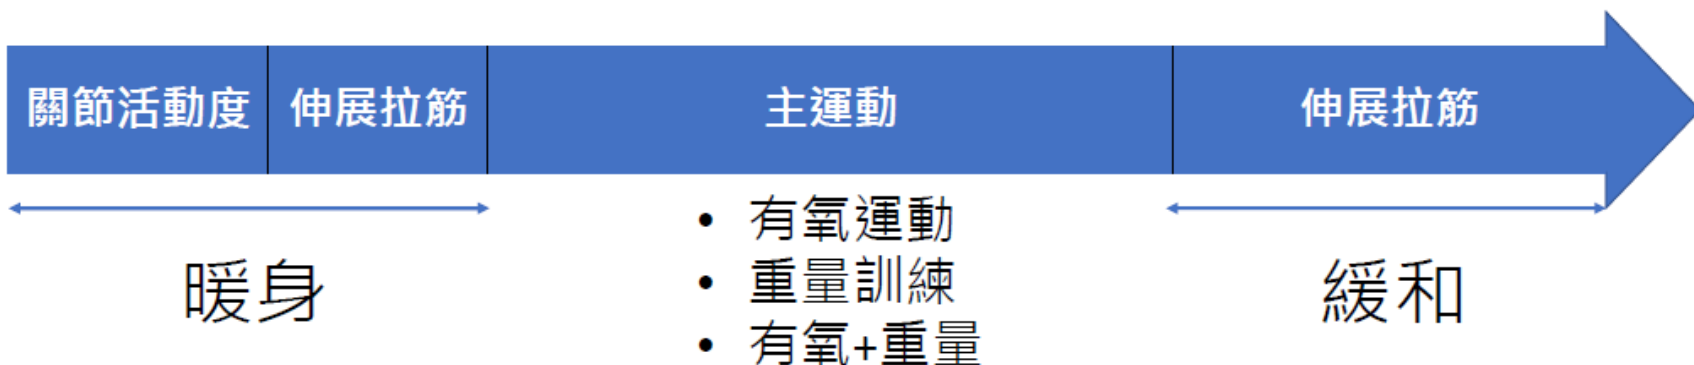 關節活動度 伸展拉筋 主運動 伸展拉筋
暖身
• 有氧運動
• 重量訓練
• 有氧+重量
緩和